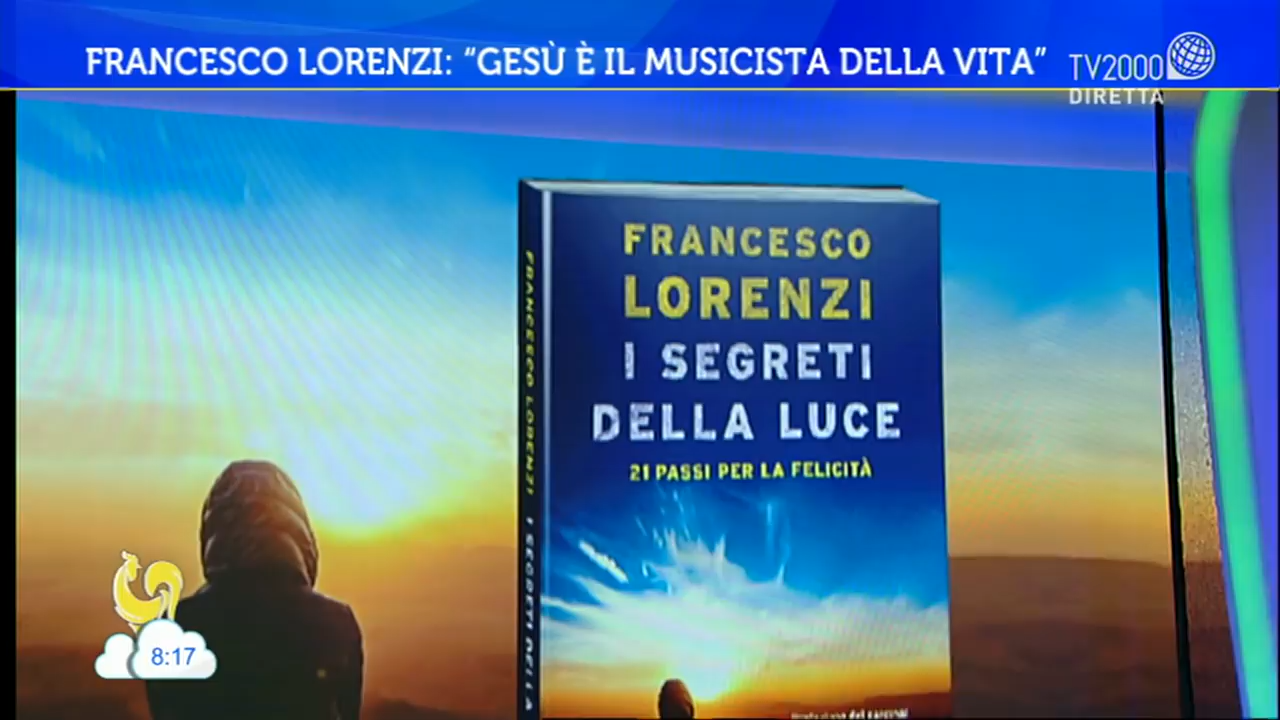 FRANCESCO LORENZI: “GESÙ È IL MUSICISTA DELLA VITA”
TV2000
DIRETTA
FRANCESCO
LORENZI
I SEGRETI
DELLA LUCE
21 PASSI PER LA FELICITÀ
FRANCESCO LORENZI I SEGRETI DELLA
8:17